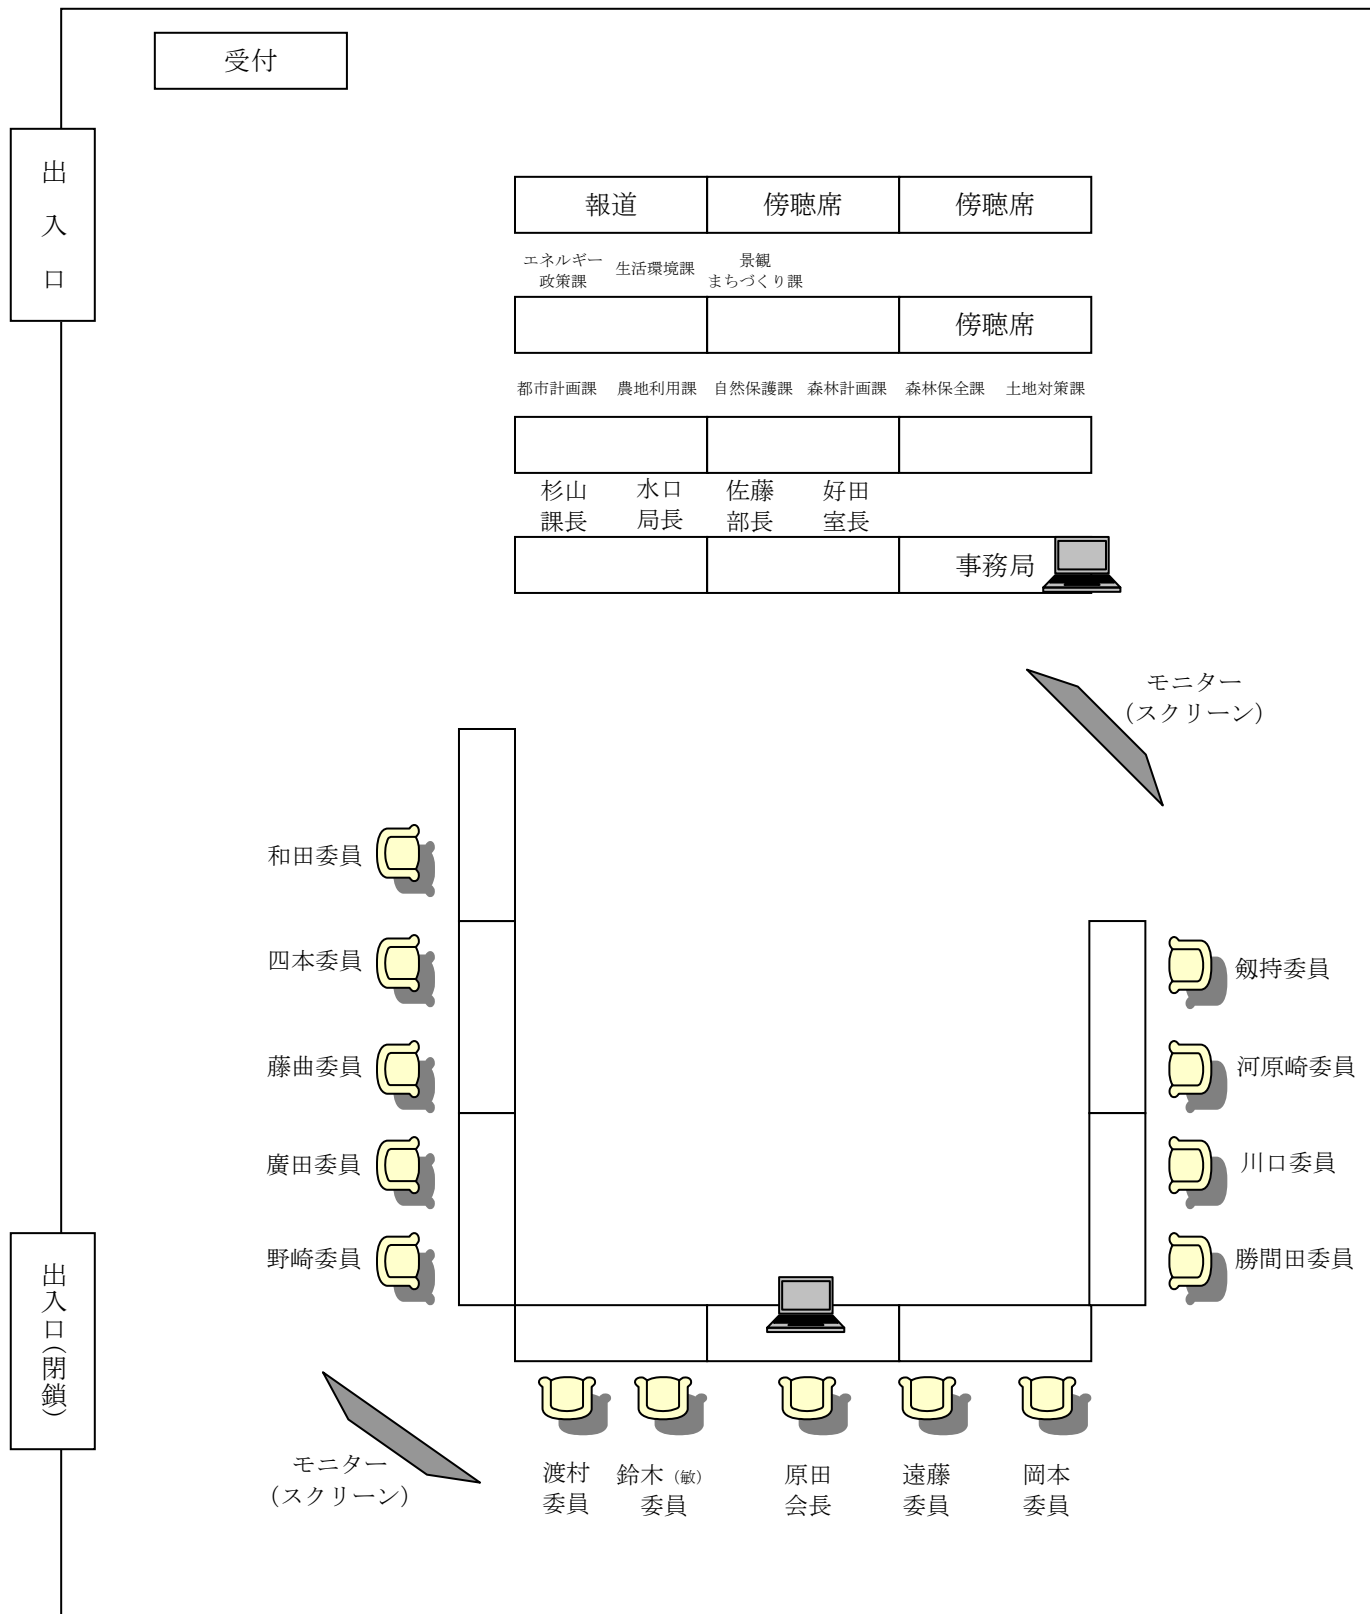 受付
出入口
報道 傍聴席 傍聴席
エネルギー
政策課
生活環境課
景観
まちづくり課
傍聴席
都市計画課 農地利用課 自然保護課 森林計画課 森林保全課 土地対策課
杉山
課長
水口
局長
佐藤
部長
好田
室長
事務局
モニター
（スクリーン）
和田委員
四本委員
藤曲委員
廣田委員
野崎委員
劔持委員
河原崎委員
川口委員
勝間田委員
出入口（閉鎖）
モニター
（スクリーン）
渡村
委員
鈴木（敏）
委員
原田
会長
遠藤
委員
岡本
委員